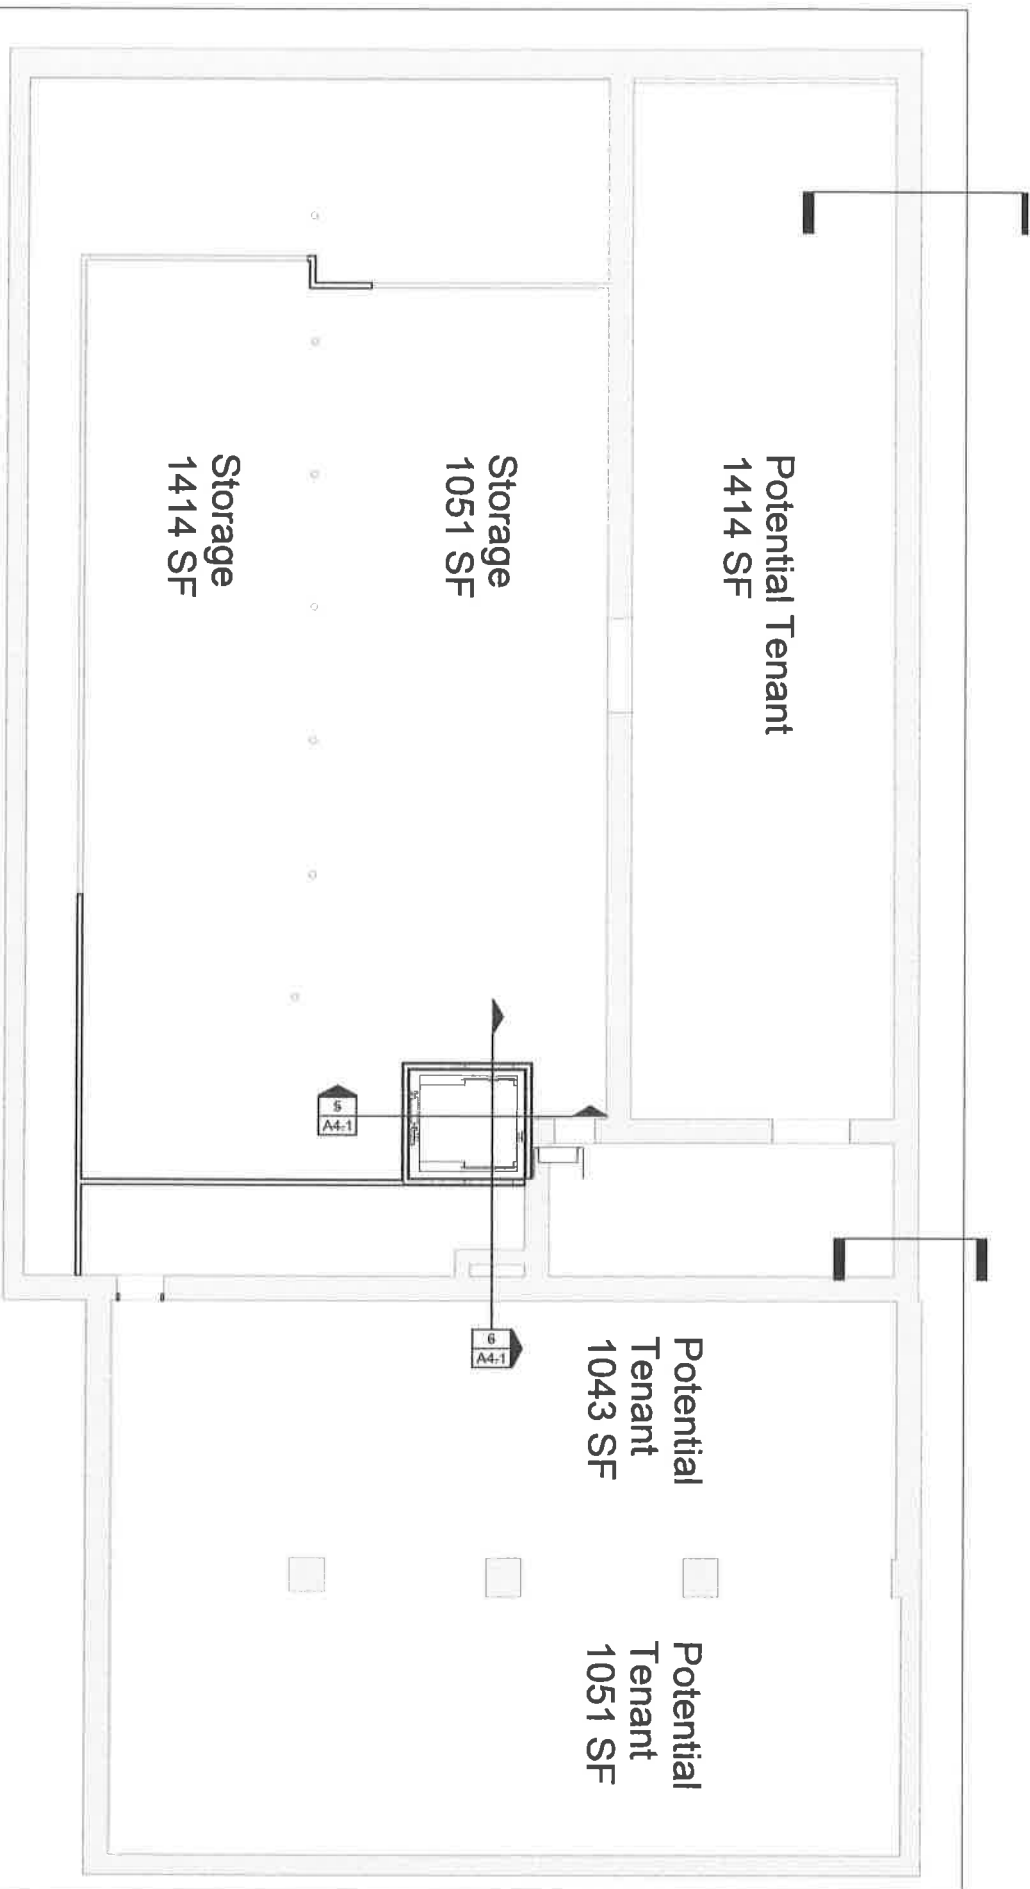 Potential Tenant
1414 SF
Storage
1051 SF
Storage
1414 SF
5
A4.1
6
A4.1
Potential
Tenant
1043 SF
Potential
Tenant
1051 SF